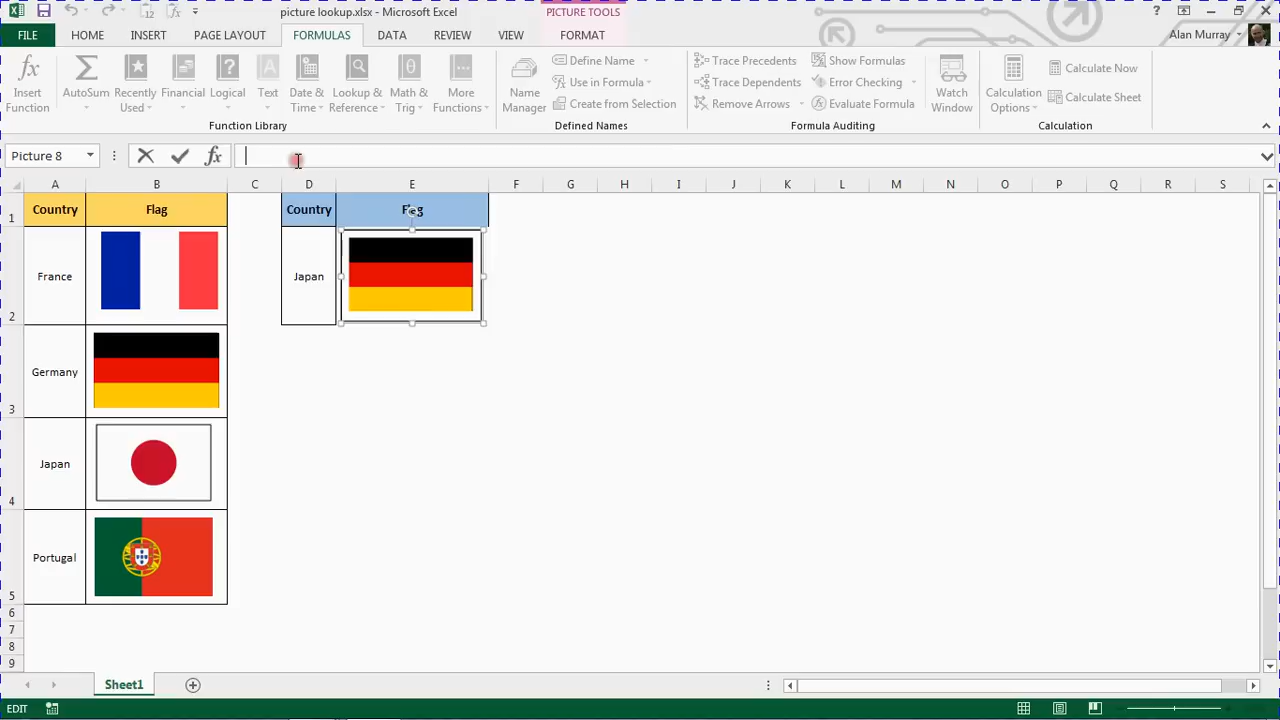 picture lookup.xlsx - Microsoft Excel
PICTURE TOOLS
FILE
HOME
INSERT
PAGE LAYOUT
FORMULAS
DATA
REVIEW
VIEW
FORMAT
Alan Murray
Insert Function
AutoSum
Recently Used
Financial
Logical
Text
Date & Time
Lookup & Reference
Math & Trig
More Functions
Function Library
Name Manager
Define Name
Use in Formula
Create from Selection
Defined Names
Trace Precedents
Trace Dependents
Remove Arrows
Show Formulas
Error Checking
Evaluate Formula
Formula Auditing
Watch Window
Calculation Options
Calculate Now
Calculate Sheet
Calculation
Picture 8
fx
A B C D E F G H I J K L M N O P Q R S
1 Country Flag Country Flag
2 France Japan
3 Germany
4 Japan
5 Portugal
6
7
8
9
Sheet1
EDIT